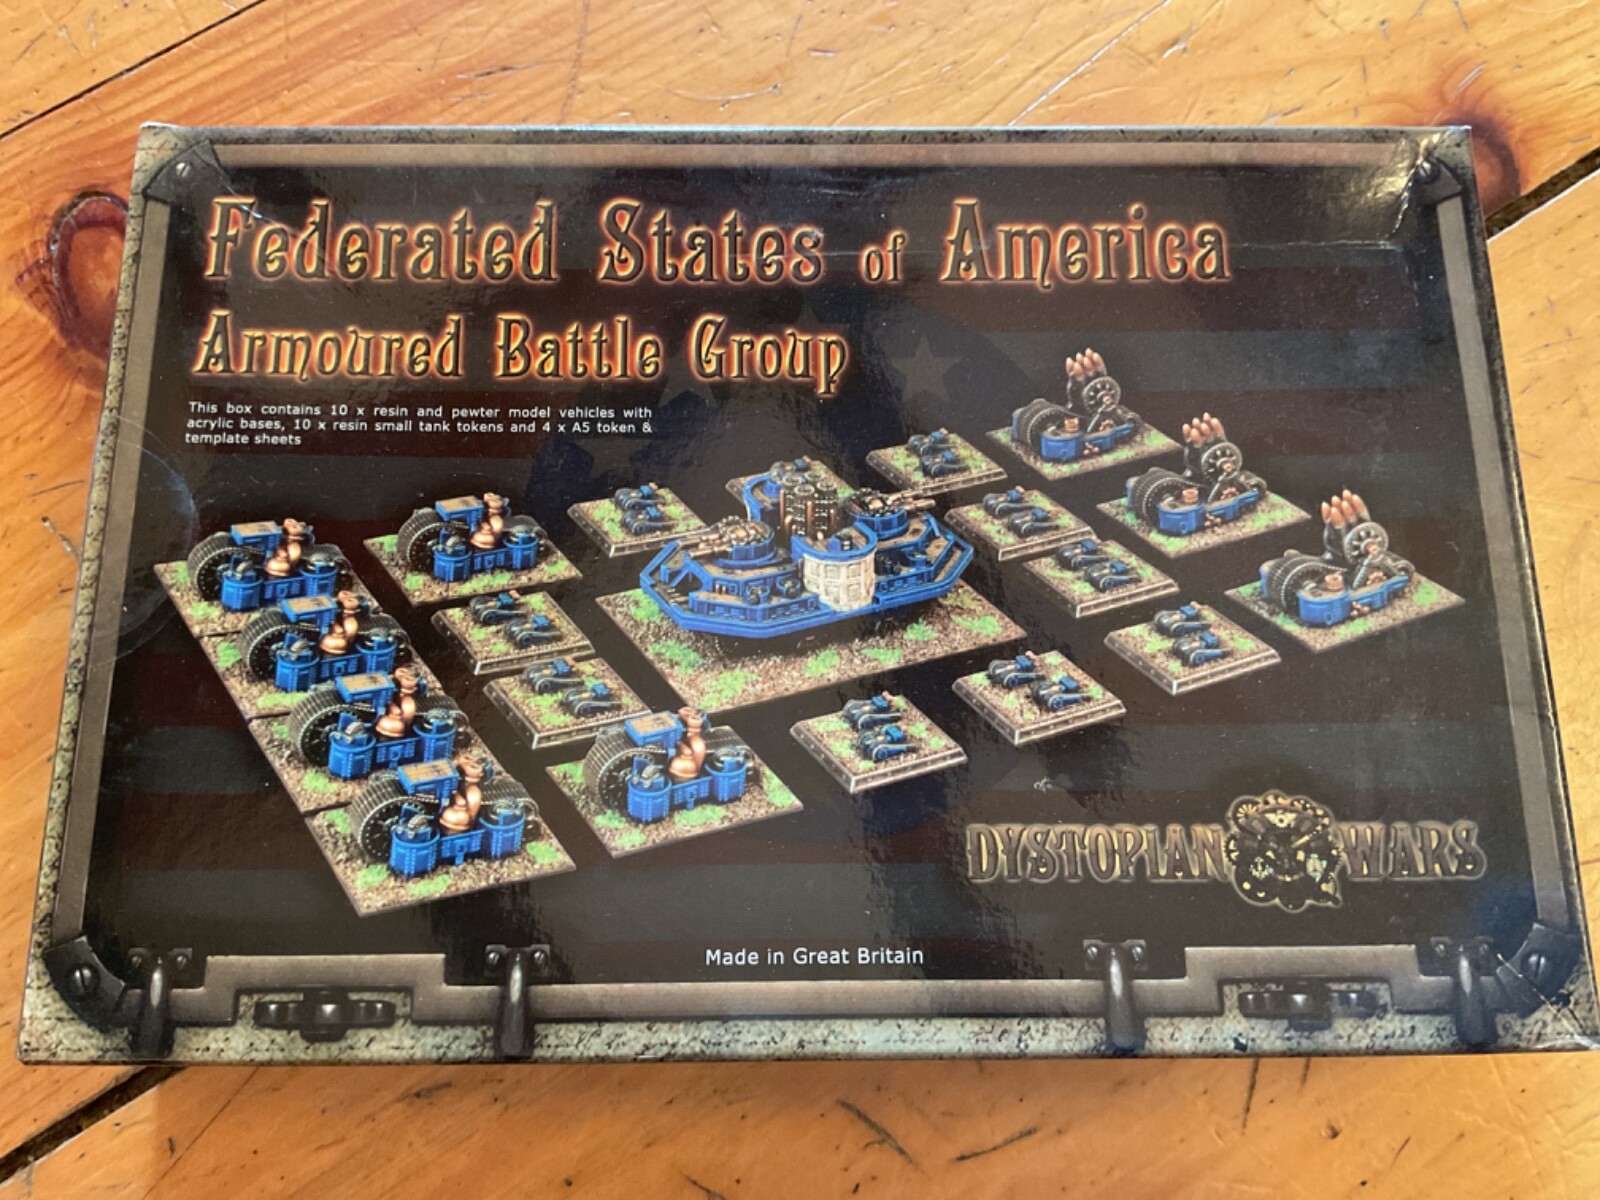 Federated States of America
Armoured Battle Group
This box contains 10 x resin and pewter model vehicles with
acrylic bases, 10 x resin small tank tokens and 4 x A5 token &
template sheets
DYSTOPIAN WARS
Made in Great Britain